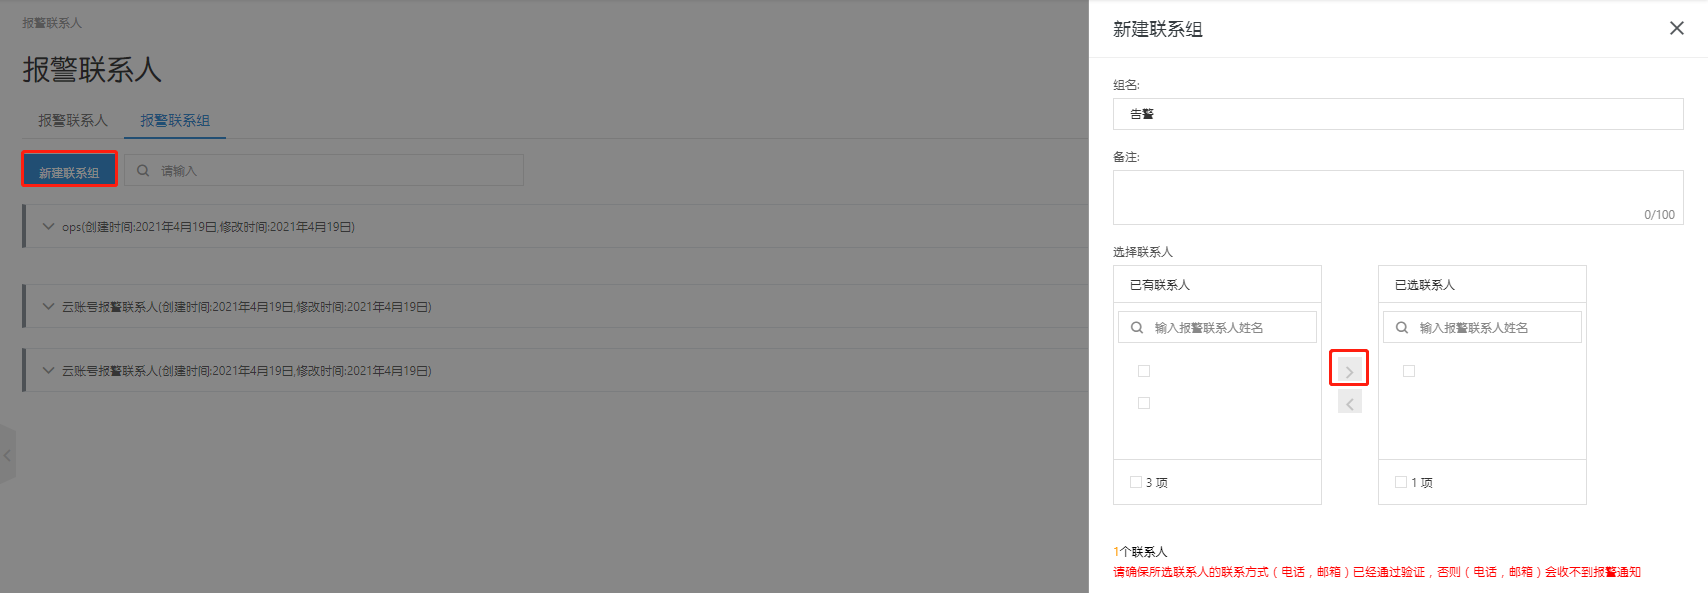 报警联系人
报警联系人
报警联系人
报警联系组
新建联系组
请输入
ops(创建时间:2021年4月19日,修改时间:2021年4月19日)
云账号报警联系人(创建时间:2021年4月19日,修改时间:2021年4月19日)
云账号报警联系人(创建时间:2021年4月19日,修改时间:2021年4月19日)
新建联系组
组名:
告警
备注:
0/100
选择联系人
已有联系人
输入报警联系人姓名
3 项
已选联系人
输入报警联系人姓名
1 项
1个联系人
请确保所选联系人的联系方式（电话，邮箱）已经通过验证，否则（电话，邮箱）会收不到报警通知